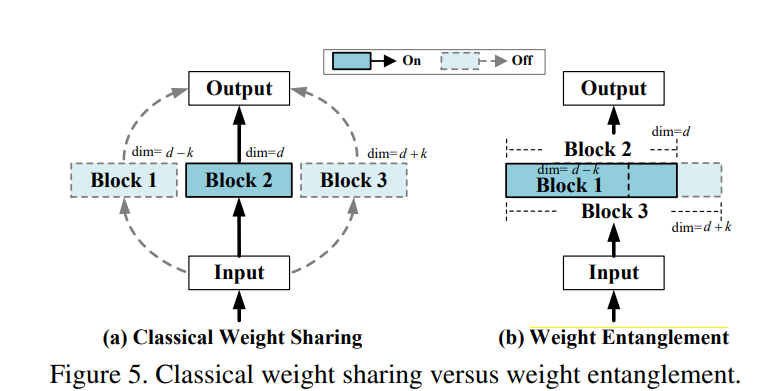 On
Off
Output
dim= d − k
dim=d
dim=d + k
Block 1
Block 2
Block 3
Input
(a) Classical Weight Sharing
Output
dim=d
Block 2
dim= d − k
Block 1
Block 3
dim=d + k
Input
(b) Weight Entanglement
Figure 5. Classical weight sharing versus weight entanglement.